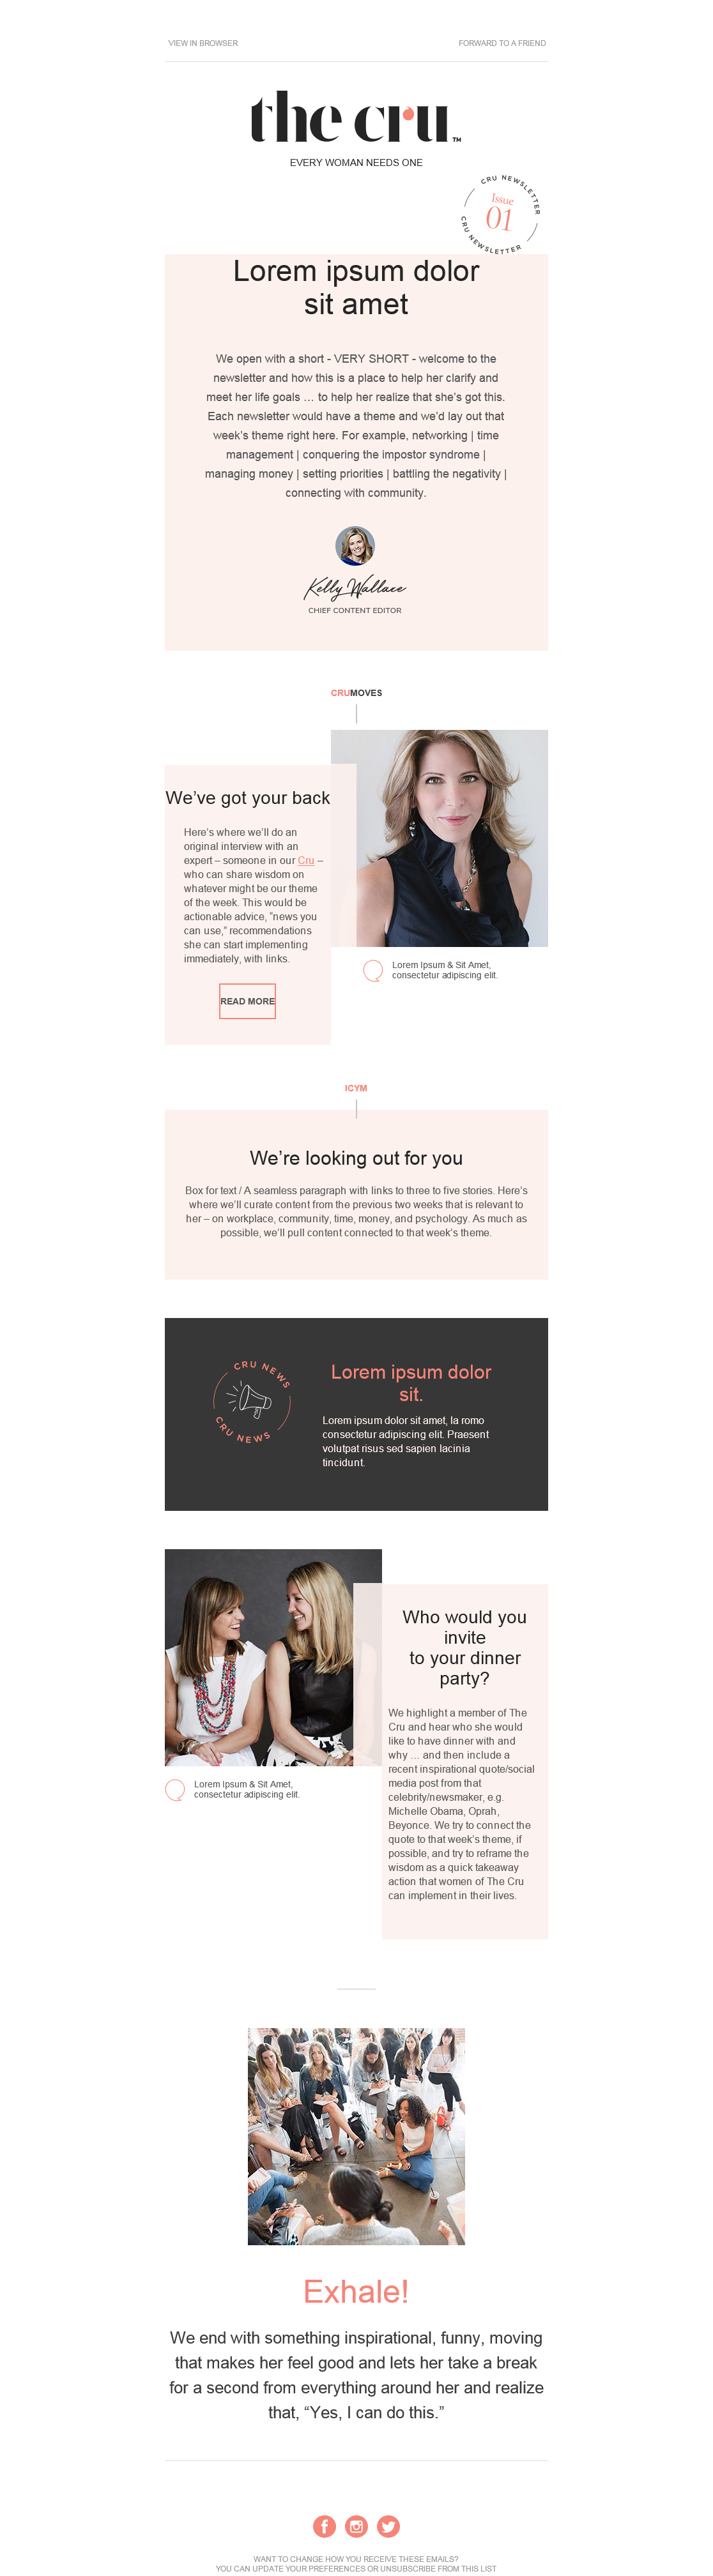 VIEW IN BROWSER
FORWARD TO A FRIEND
the cru™
EVERY WOMAN NEEDS ONE
CRU NEWSLETTER
Issue
01
CRU NEWSLETTER
Lorem ipsum dolor
sit amet
We open with a short - VERY SHORT - welcome to the
newsletter and how this is a place to help her clarify and
meet her life goals … to help her realize that she’s got this.
Each newsletter would have a theme and we’d lay out that
week’s theme right here. For example, networking | time
management | conquering the impostor syndrome |
managing money | setting priorities | battling the negativity |
connecting with community.
Kelly Wallace
CHIEF CONTENT EDITOR
CRUMOVES
We’ve got your back
Here’s where we’ll do an
original interview with an
expert – someone in our Cru –
who can share wisdom on
whatever might be our theme
of the week. This would be
actionable advice, “news you
can use,” recommendations
she can start implementing
immediately, with links.
READ MORE
Lorem Ipsum & Sit Amet,
consectetur adipiscing elit.
ICYM
We’re looking out for you
Box for text / A seamless paragraph with links to three to five stories. Here’s
where we’ll curate content from the previous two weeks that is relevant to
her – on workplace, community, time, money, and psychology. As much as
possible, we’ll pull content connected to that week’s theme.
CRU NEWS
CRU NEWS
Lorem ipsum dolor
sit.
Lorem ipsum dolor sit amet, la romo
consectetur adipiscing elit. Praesent
volutpat risus sed sapien lacinia
tincidunt.
Who would you
invite
to your dinner
party?
We highlight a member of The
Cru and hear who she would
like to have dinner with and
why … and then include a
recent inspirational quote/social
media post from that
celebrity/newsmaker, e.g.
Michelle Obama, Oprah,
Beyonce. We try to connect the
quote to that week’s theme, if
possible, and try to reframe the
wisdom as a quick takeaway
action that women of The Cru
can implement in their lives.
Lorem Ipsum & Sit Amet,
consectetur adipiscing elit.
Exhale!
We end with something inspirational, funny, moving
that makes her feel good and lets her take a break
for a second from everything around her and realize
that, “Yes, I can do this.”
WANT TO CHANGE HOW YOU RECEIVE THESE EMAILS?
YOU CAN UPDATE YOUR PREFERENCES OR UNSUBSCRIBE FROM THIS LIST